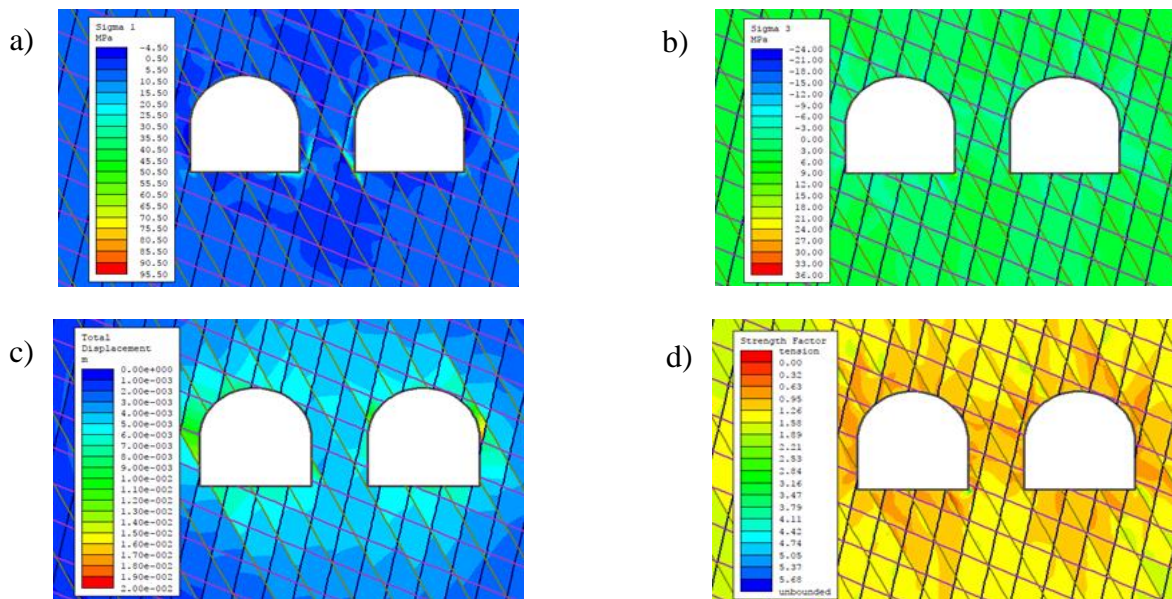 a)
Sigma 1
MPa
-4.50
0.50
5.50
10.50
15.50
20.50
25.50
30.50
35.50
40.50
45.50
50.50
55.50
60.50
65.50
70.50
75.50
80.50
85.50
90.50
95.50
b)
Sigma 3
MPa
-24.00
-21.00
-18.00
-15.00
-12.00
-9.00
-6.00
-3.00
0.00
3.00
6.00
9.00
12.00
15.00
18.00
21.00
24.00
27.00
30.00
33.00
36.00
c)
Total
Displacement
m
0.00e+000
1.00e-003
2.00e-003
3.00e-003
4.00e-003
5.00e-003
6.00e-003
7.00e-003
8.00e-003
9.00e-003
1.00e-002
1.10e-002
1.20e-002
1.30e-002
1.40e-002
1.50e-002
1.60e-002
1.70e-002
1.80e-002
1.90e-002
2.00e-002
d)
Strength Factor
tension
0.00
0.32
0.63
0.95
1.26
1.58
1.89
2.21
2.53
2.84
3.16
3.47
3.79
4.11
4.42
4.74
5.05
5.37
5.68
unbounded